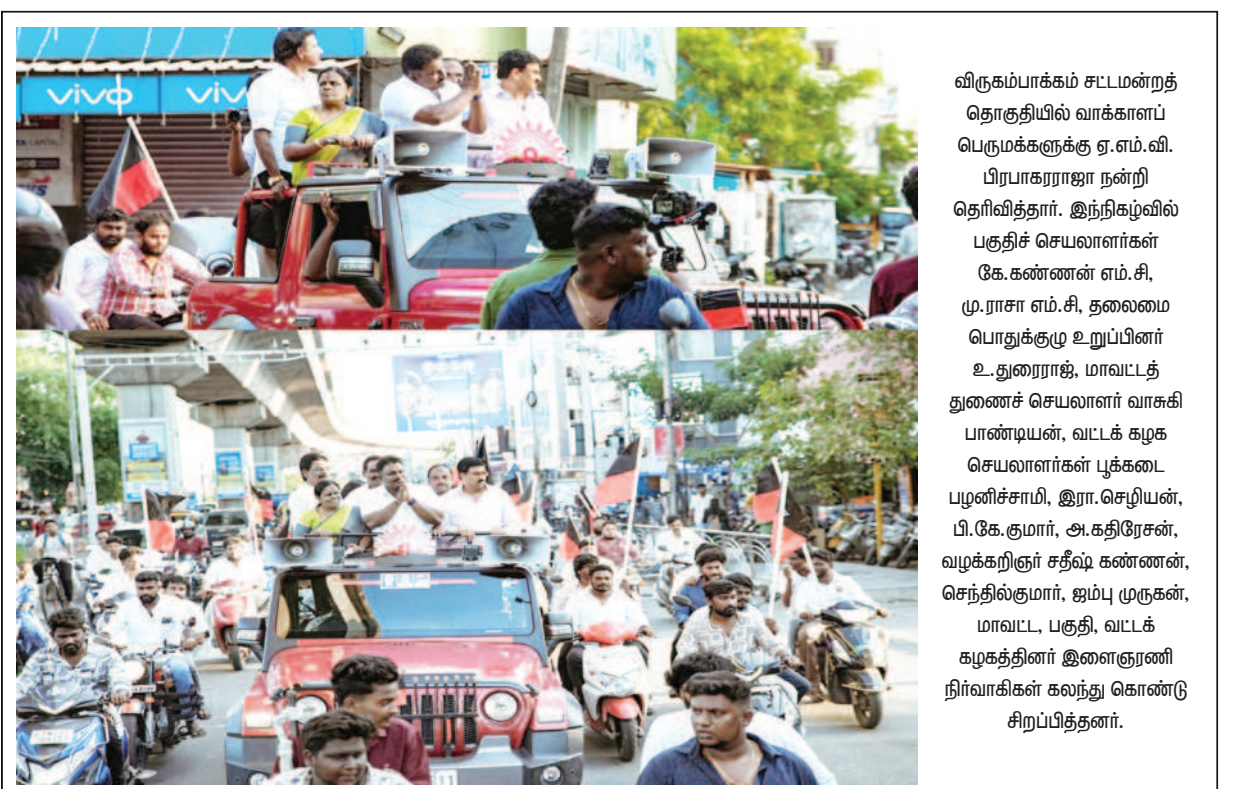 vivo
vivo
விருகம்பாக்கம் சட்டமன்றத்
தொகுதியில் வாக்காளப்
பெருமக்களுக்கு ஏ.எம்.வி.
பிரபாகரராஜா நன்றி
தெரிவித்தார். இந்நிகழ்வில்
பகுதிச் செயலாளர்கள்
கே.கண்ணன் எம்.சி,
மு.ராசா எம்.சி, தலைமை
பொதுக்குழு உறுப்பினர்
உ.துரைராஜ், மாவட்டத்
துணைச் செயலாளர் வாசுகி
பாண்டியன், வட்டக் கழக
செயலாளர்கள் பூக்கடை
பழனிச்சாமி, இரா.செழியன்,
பி.கே.குமார், அ.கதிரேசன்,
வழக்கறிஞர் சதீஷ் கண்ணன்,
செந்தில்குமார், ஜம்பு முருகன்,
மாவட்ட, பகுதி, வட்டக்
கழகத்தினர் இளைஞரணி
நிர்வாகிகள் கலந்து கொண்டு
சிறப்பித்தனர்.